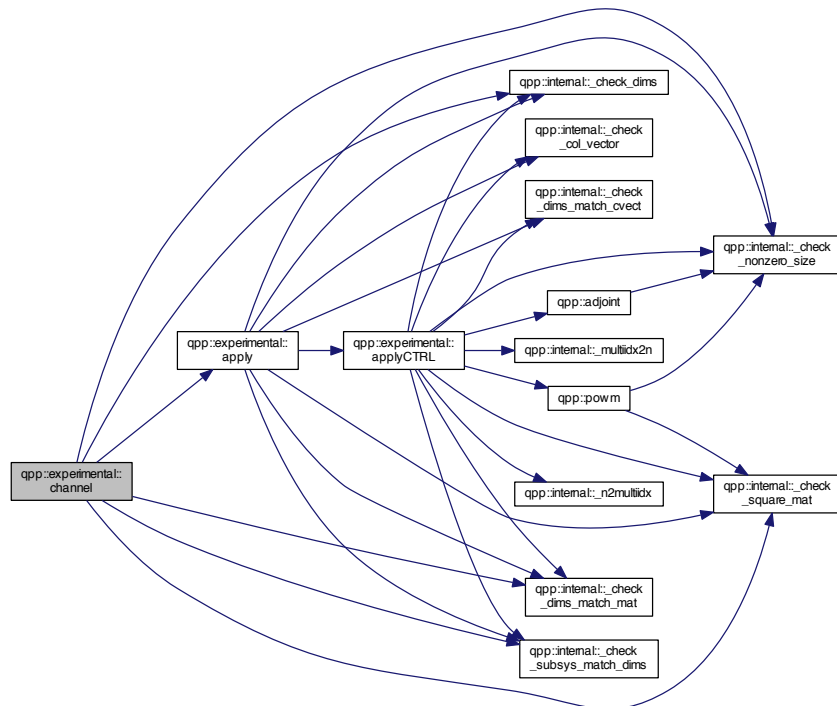 qpp::internal::_check_dims
qpp::internal::_check
_col_vector
qpp::internal::_check
_dims_match_cvect
qpp::internal::_check
_nonzero_size
qpp::adjoint
qpp::experimental::
apply
qpp::experimental::
applyCTRL
qpp::internal::_multiidx2n
qpp::powm
qpp::experimental::
channel
qpp::internal::_n2multiidx
qpp::internal::_check
_square_mat
qpp::internal::_check
_dims_match_mat
qpp::internal::_check
_subsys_match_dims